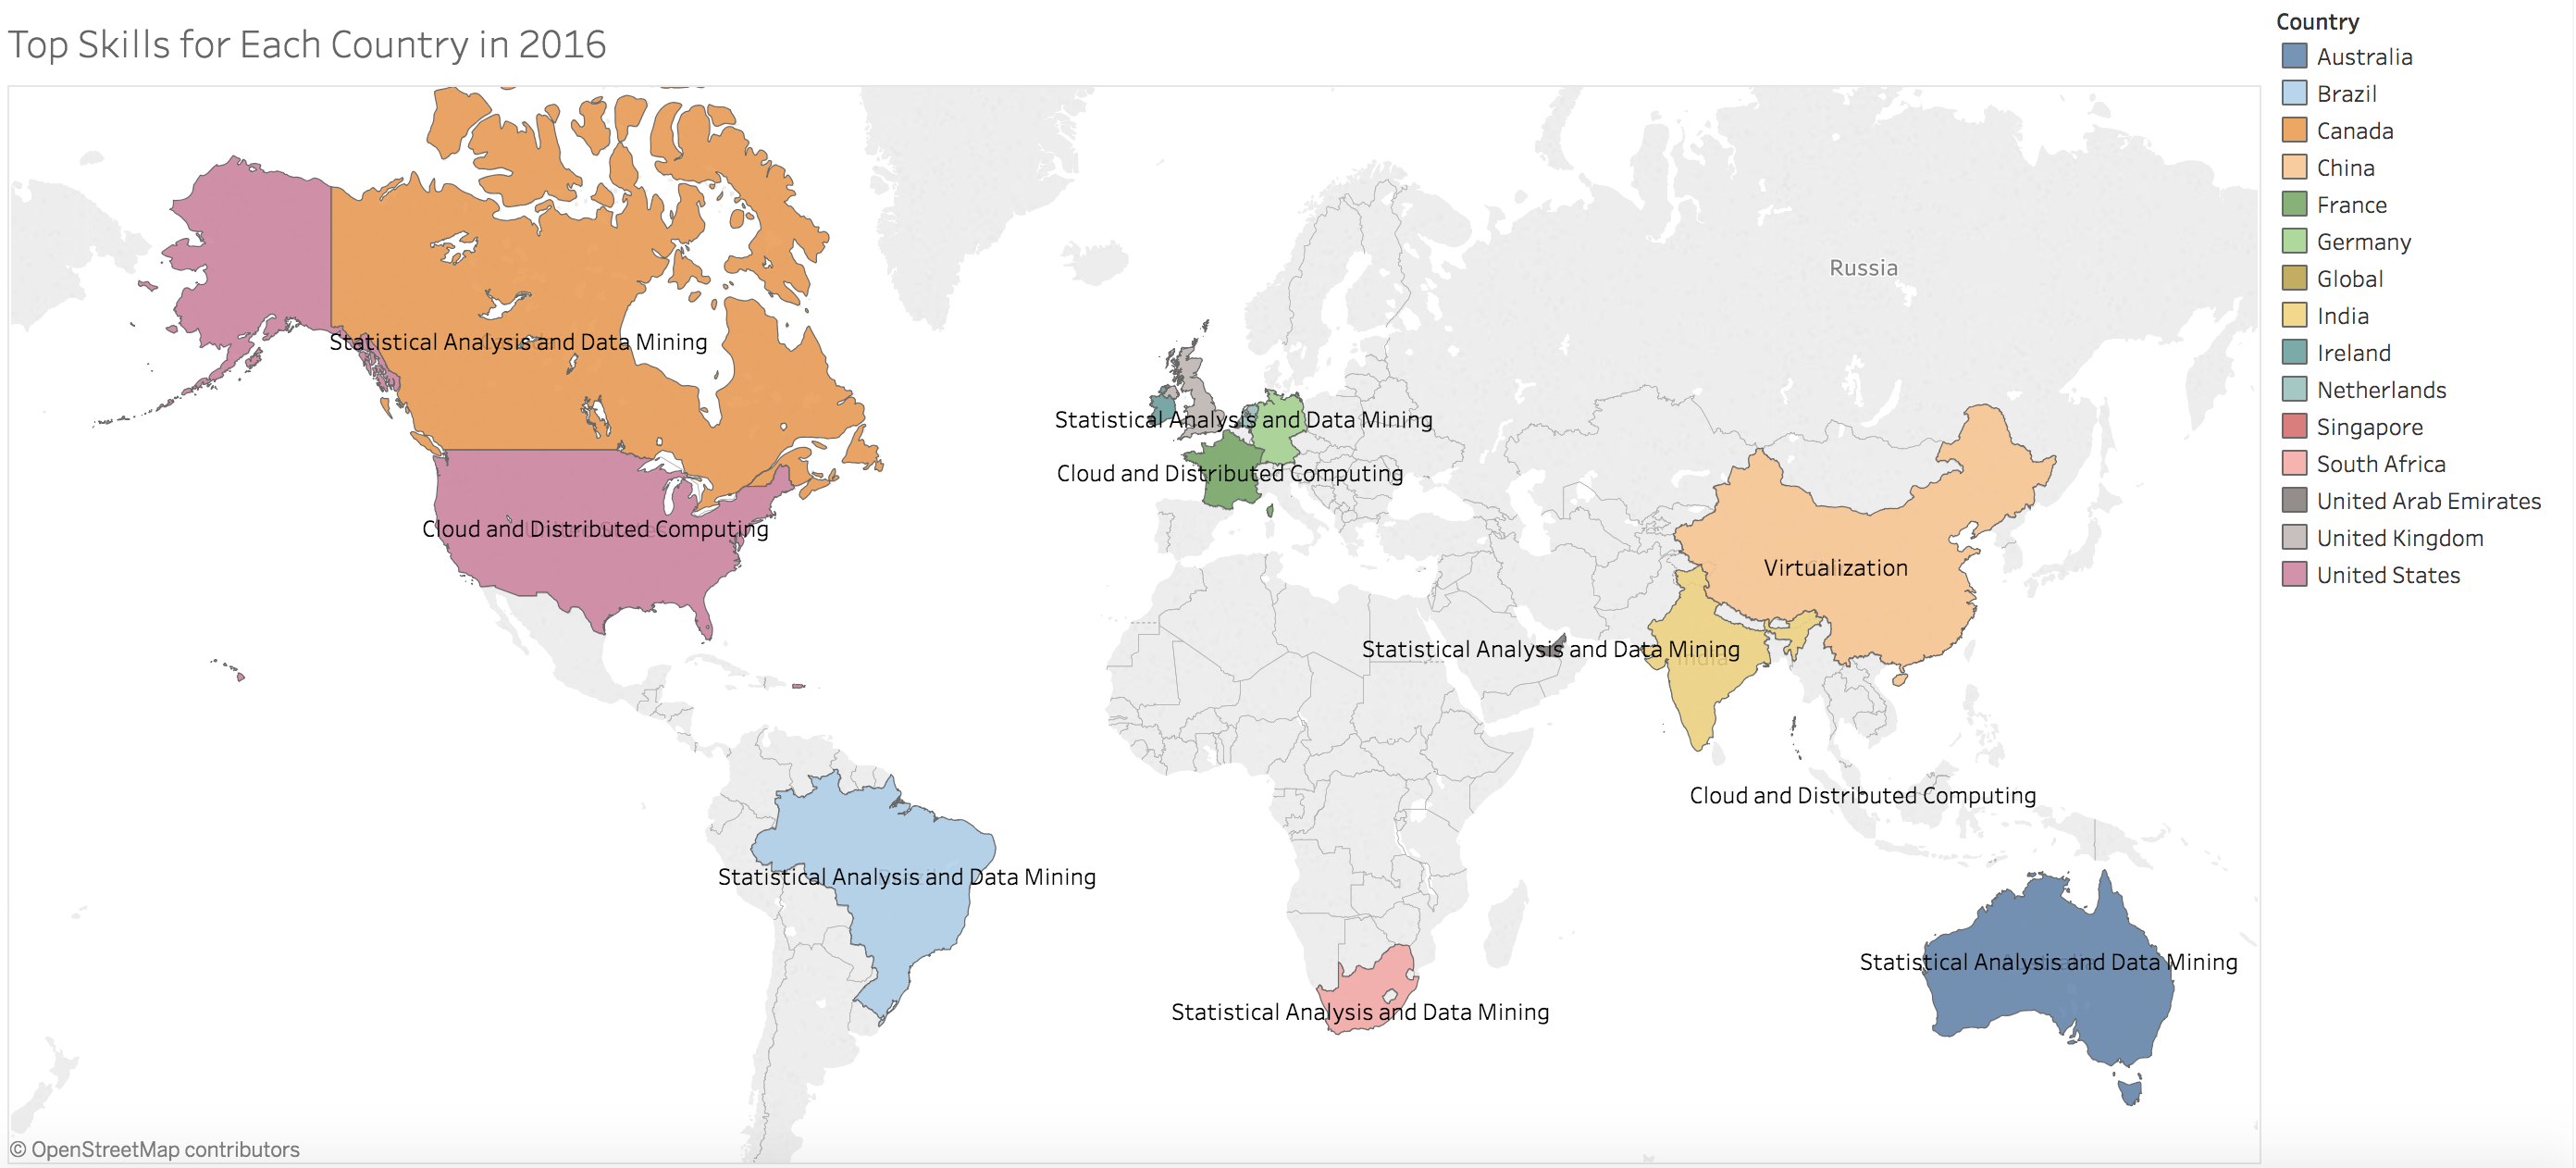 Top Skills for Each Country in 2016
Country
Australia
Brazil
Canada
China
France
Germany
Global
India
Ireland
Netherlands
Singapore
South Africa
United Arab Emirates
United Kingdom
United States
Russia
Statistical Analysis and Data Mining
Statistical Analysis and Data Mining
Cloud and Distributed Computing
Cloud and Distributed Computing
Virtualization
Statistical Analysis and Data Mining
India
Cloud and Distributed Computing
Statistical Analysis and Data Mining
Statistical Analysis and Data Mining
Statistical Analysis and Data Mining
© OpenStreetMap contributors